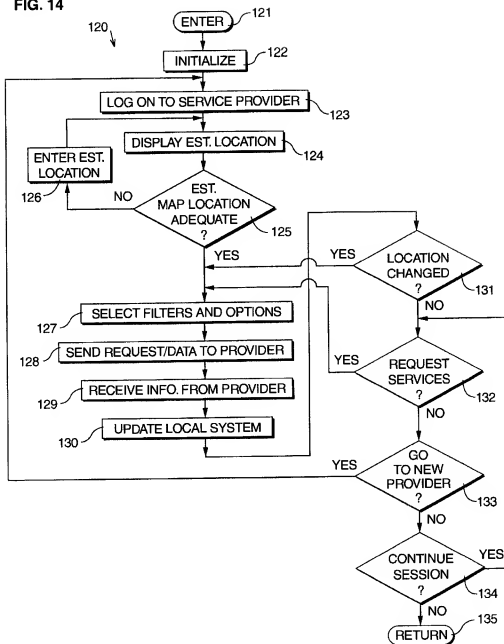 FIG. 14
120
ENTER
121
INITIALIZE
122
LOG ON TO SERVICE PROVIDER
123
DISPLAY EST. LOCATION
124
ENTER EST.
LOCATION
126
NO
EST.
MAP LOCATION
ADEQUATE
?
125
YES
127
SELECT FILTERS AND OPTIONS
128
SEND REQUEST/DATA TO PROVIDER
129
RECEIVE INFO. FROM PROVIDER
130
UPDATE LOCAL SYSTEM
YES
LOCATION
CHANGED
?
131
NO
YES
REQUEST
SERVICES
?
132
NO
YES
GO
TO NEW
PROVIDER
?
133
NO
CONTINUE
SESSION
?
YES
134
NO
RETURN
135